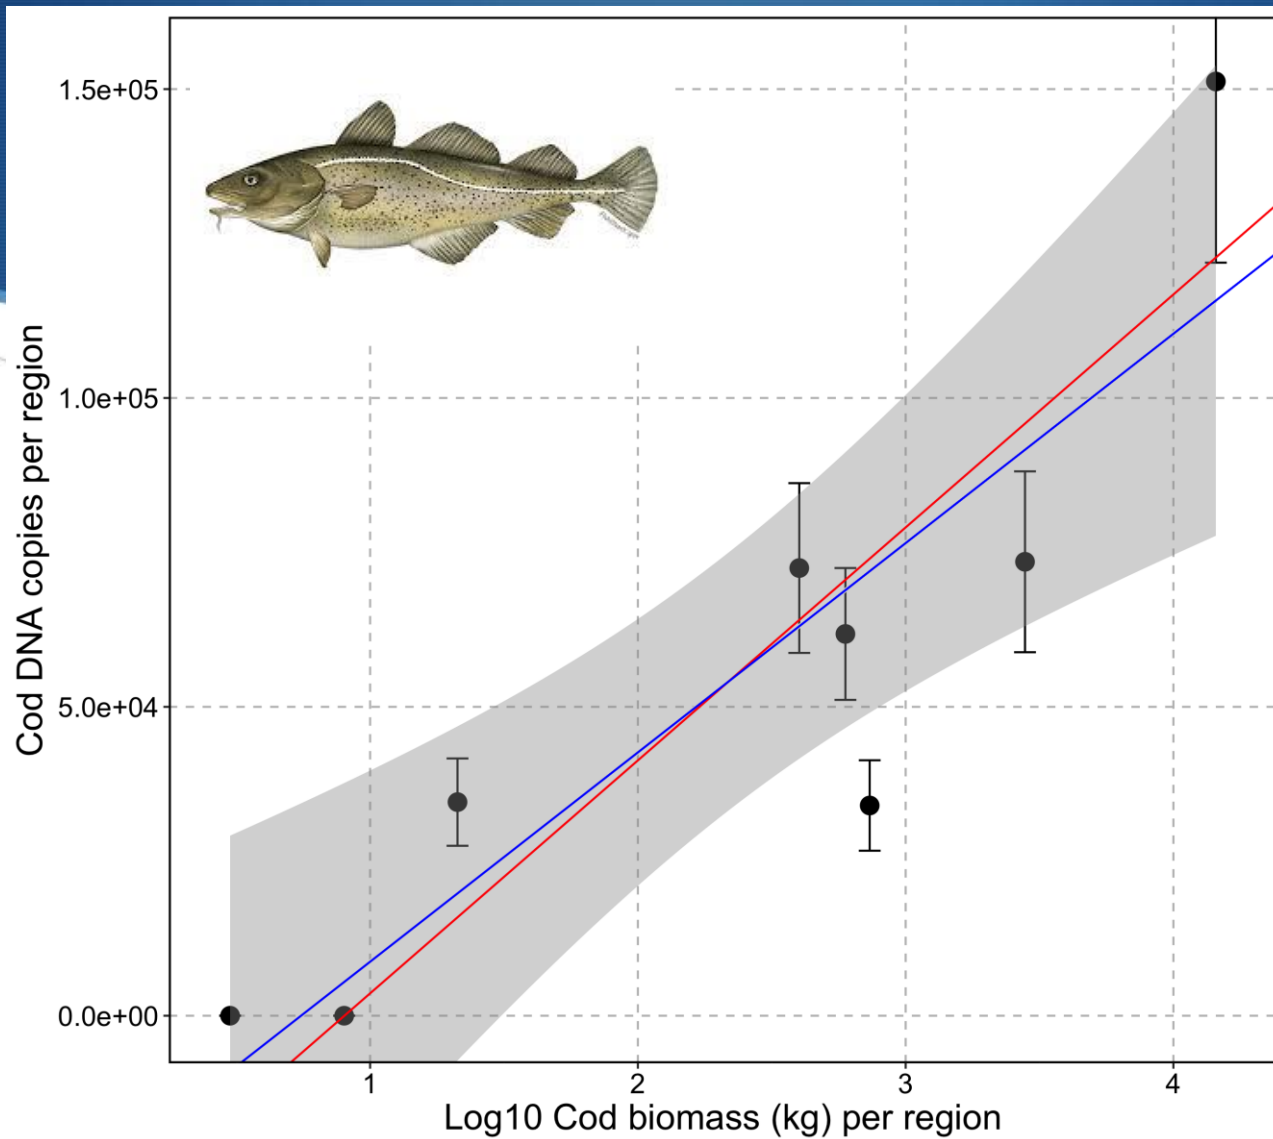 1.5e+05
1.0e+05
5.0e+04
0.0e+00
Cod DNA copies per region
1
2
3
4
Log10 Cod biomass (kg) per region